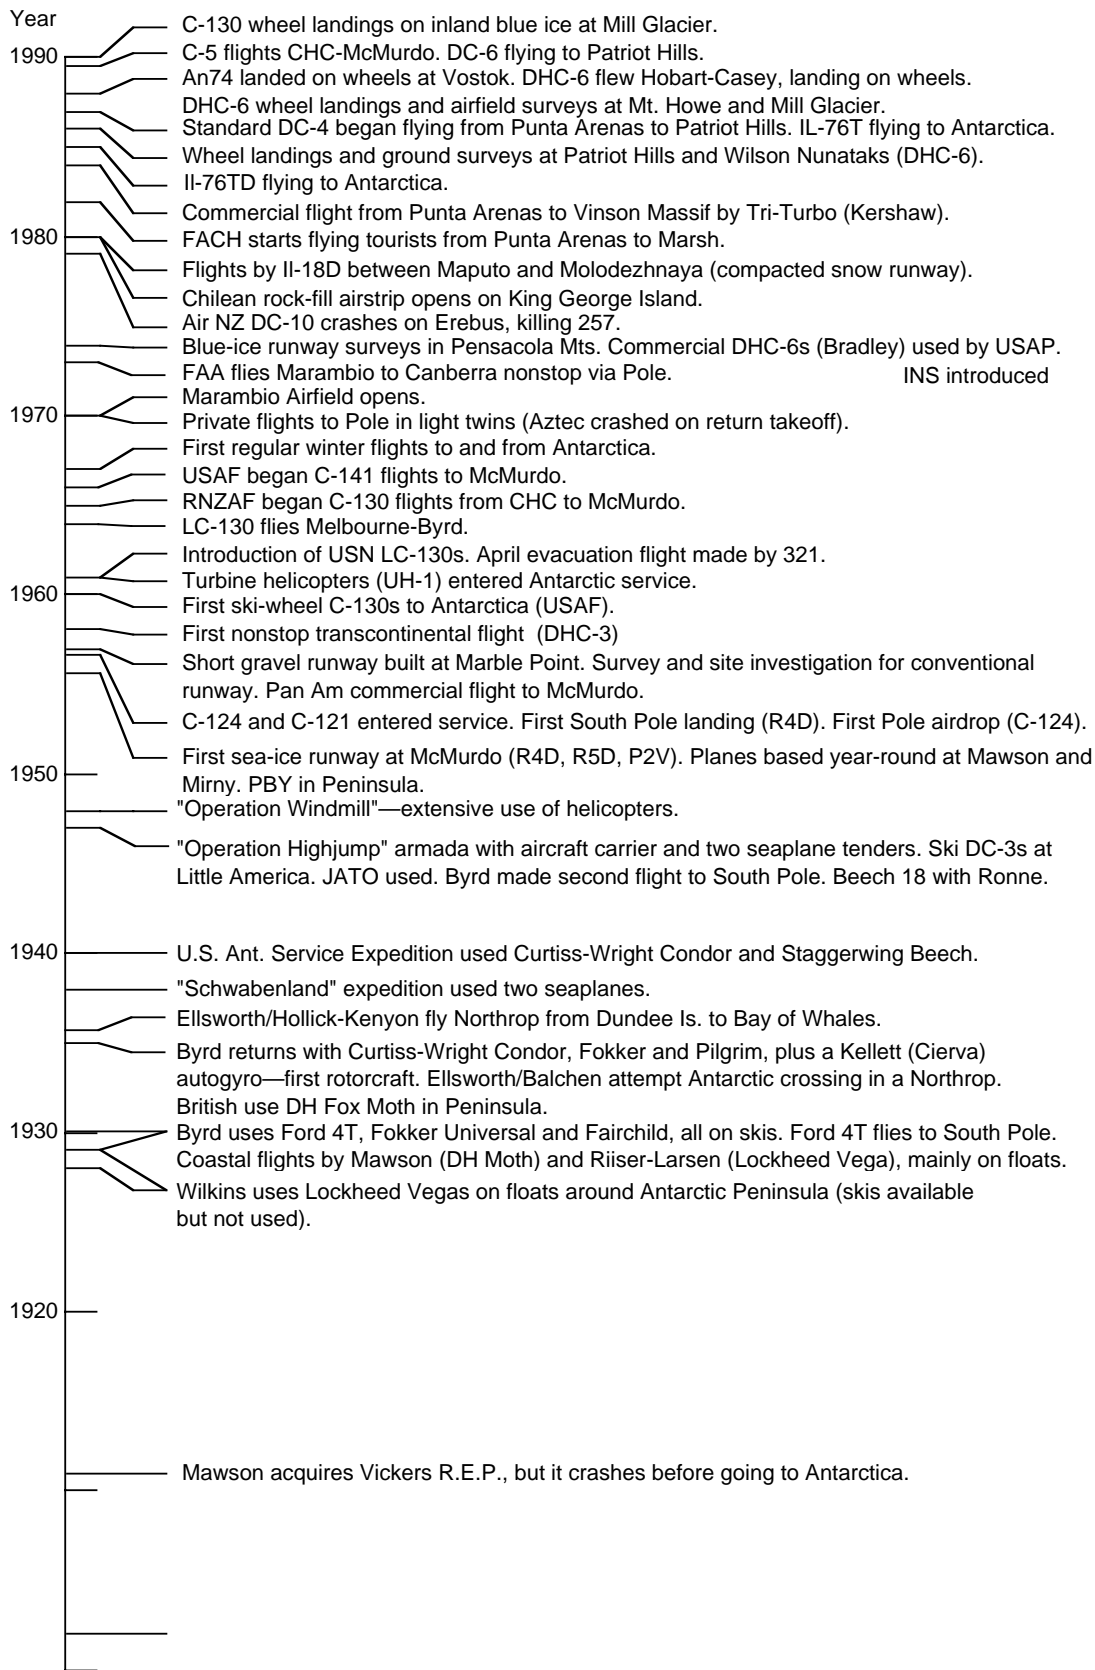 Year
C-130 wheel landings on inland blue ice at Mill Glacier.
1990
C-5 flights CHC-McMurdo. DC-6 flying to Patriot Hills.
An74 landed on wheels at Vostok. DHC-6 flew Hobart-Casey, landing on wheels.
DHC-6 wheel landings and airfield surveys at Mt. Howe and Mill Glacier.
Standard DC-4 began flying from Punta Arenas to Patriot Hills. IL-76T flying to Antarctica.
Wheel landings and ground surveys at Patriot Hills and Wilson Nunataks (DHC-6).
Il-76TD flying to Antarctica.
Commercial flight from Punta Arenas to Vinson Massif by Tri-Turbo (Kershaw).
1980
FACH starts flying tourists from Punta Arenas to Marsh.
Flights by Il-18D between Maputo and Molodezhnaya (compacted snow runway).
Chilean rock-fill airstrip opens on King George Island.
Air NZ DC-10 crashes on Erebus, killing 257.
Blue-ice runway surveys in Pensacola Mts. Commercial DHC-6s (Bradley) used by USAP.
FAA flies Marambio to Canberra nonstop via Pole. INS introduced
Marambio Airfield opens.
1970
Private flights to Pole in light twins (Aztec crashed on return takeoff).
First regular winter flights to and from Antarctica.
USAF began C-141 flights to McMurdo.
RNZAF began C-130 flights from CHC to McMurdo.
LC-130 flies Melbourne-Byrd.
Introduction of USN LC-130s. April evacuation flight made by 321.
Turbine helicopters (UH-1) entered Antarctic service.
1960
First ski-wheel C-130s to Antarctica (USAF).
First nonstop transcontinental flight (DHC-3)
Short gravel runway built at Marble Point. Survey and site investigation for conventional
runway. Pan Am commercial flight to McMurdo.
C-124 and C-121 entered service. First South Pole landing (R4D). First Pole airdrop (C-124).
First sea-ice runway at McMurdo (R4D, R5D, P2V). Planes based year-round at Mawson and
1950
Mirny. PBY in Peninsula.
"Operation Windmill"—extensive use of helicopters.
"Operation Highjump" armada with aircraft carrier and two seaplane tenders. Ski DC-3s at
Little America. JATO used. Byrd made second flight to South Pole. Beech 18 with Ronne.
1940
U.S. Ant. Service Expedition used Curtiss-Wright Condor and Staggerwing Beech.
"Schwabenland" expedition used two seaplanes.
Ellsworth/Hollick-Kenyon fly Northrop from Dundee Is. to Bay of Whales.
Byrd returns with Curtiss-Wright Condor, Fokker and Pilgrim, plus a Kellett (Cierva)
autogyro—first rotorcraft. Ellsworth/Balchen attempt Antarctic crossing in a Northrop.
British use DH Fox Moth in Peninsula.
1930
Byrd uses Ford 4T, Fokker Universal and Fairchild, all on skis. Ford 4T flies to South Pole.
Coastal flights by Mawson (DH Moth) and Riiser-Larsen (Lockheed Vega), mainly on floats.
Wilkins uses Lockheed Vegas on floats around Antarctic Peninsula (skis available
but not used).
1920
Mawson acquires Vickers R.E.P., but it crashes before going to Antarctica.